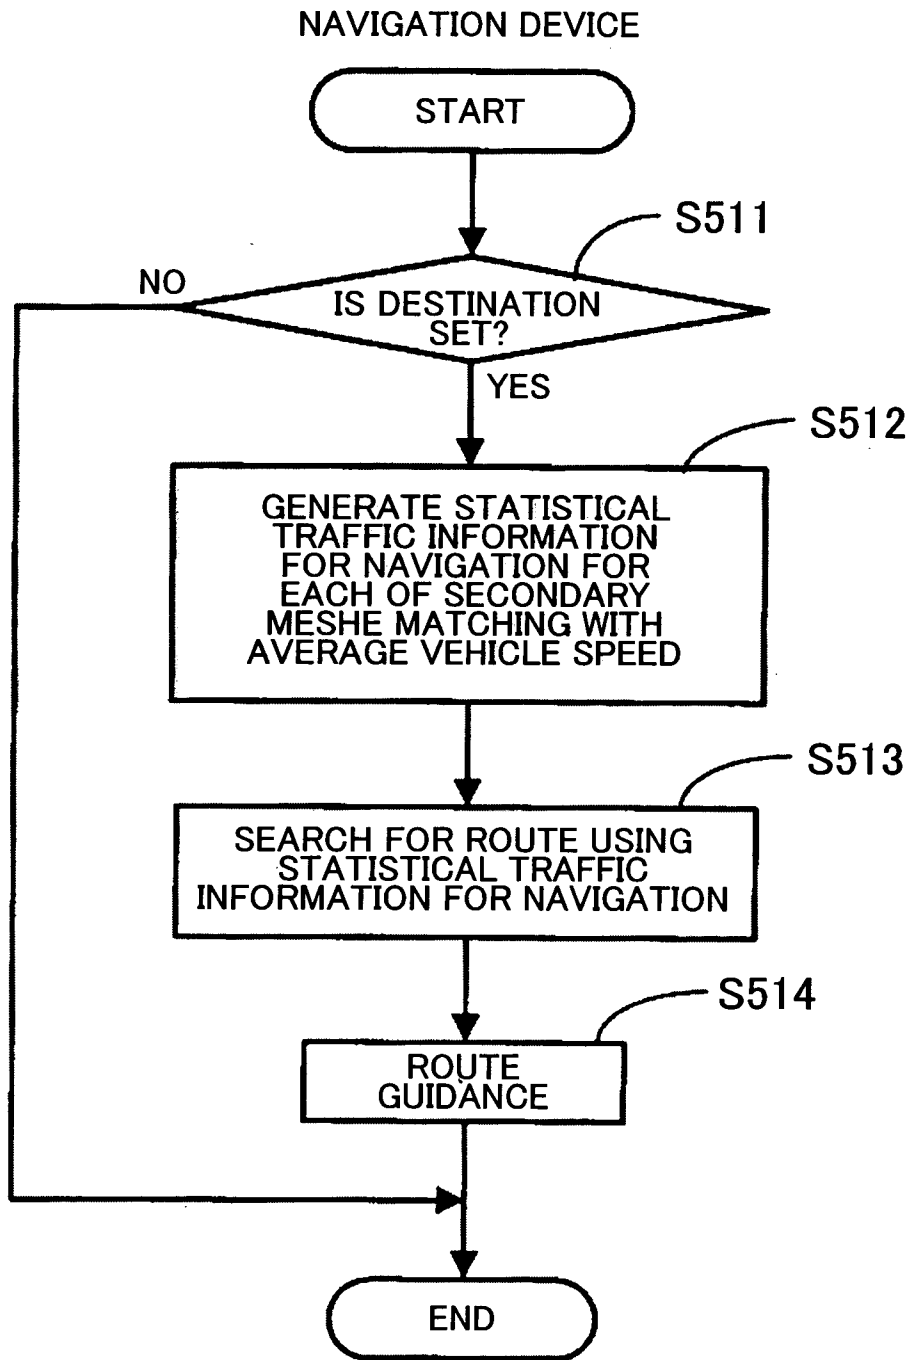 NAVIGATION DEVICE
START
S511
NO
IS DESTINATION
SET?
YES
S512
GENERATE STATISTICAL
TRAFFIC INFORMATION
FOR NAVIGATION FOR
EACH OF SECONDARY
MESHE MATCHING WITH
AVERAGE VEHICLE SPEED
S513
SEARCH FOR ROUTE USING
STATISTICAL TRAFFIC
INFORMATION FOR NAVIGATION
S514
ROUTE
GUIDANCE
END